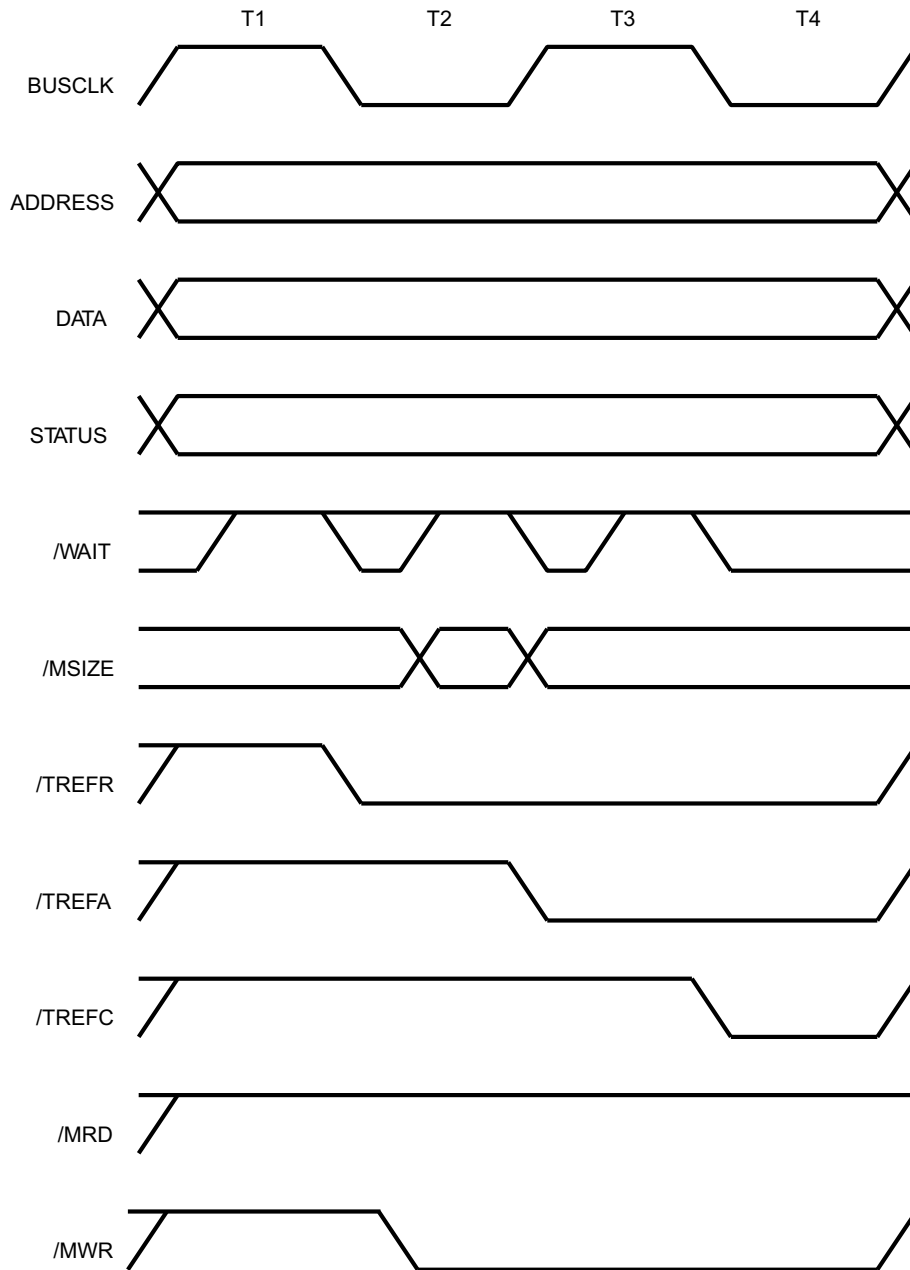 T1 T2 T3 T4
BUSCLK
ADDRESS
DATA
STATUS
/WAIT
/MSIZE
/TREFR
/TREFA
/TREFC
/MRD
/MWR